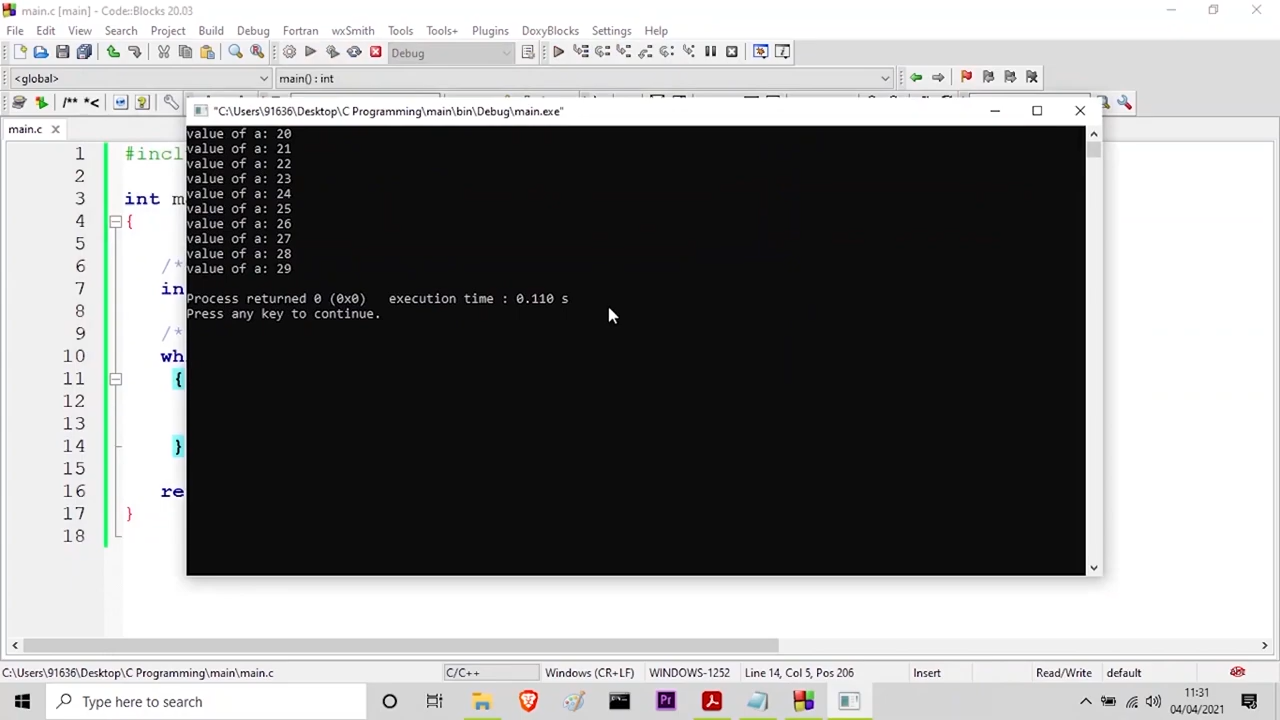 main.c [main] - Code::Blocks 20.03
File Edit View Search Project Build Debug Fortran wxSmith Tools Tools+ Plugins DoxyBlocks Settings Help
Debug
<global> main() : int
/** *<
"C:\Users\91636\Desktop\C Programming\main\bin\Debug\main.exe"
main.c
value of a: 20
value of a: 21
value of a: 22
value of a: 23
value of a: 24
value of a: 25
value of a: 26
value of a: 27
value of a: 28
value of a: 29
Process returned 0 (0x0) execution time : 0.110 s
Press any key to continue.
1 #incl
2
3 int m
4 {
5
6 /*
7 in
8
9 /*
10 wh
11 {
12
13
14 }
15
16 re
17 }
18
C:\Users\91636\Desktop\C Programming\main\main.c C/C++ Windows (CR+LF) WINDOWS-1252 Line 14, Col 5, Pos 206 Insert Read/Write default
Type here to search
Pr
11:31
04/04/2021